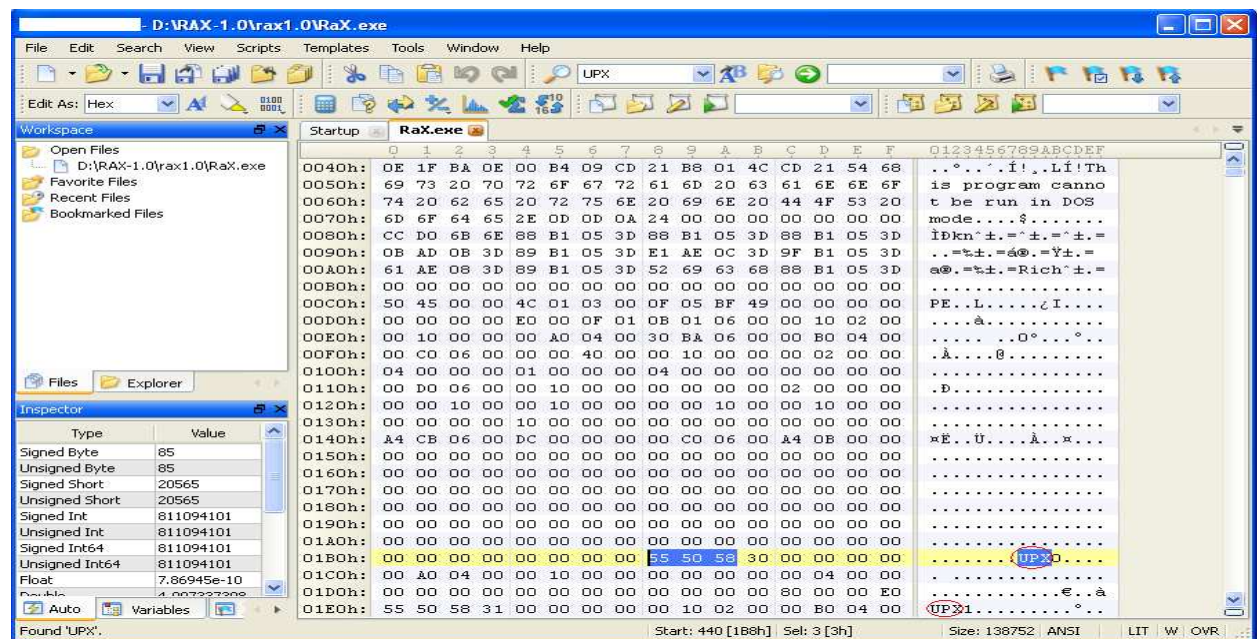 - D:\RAX-1.0\rax1.0\RaX.exe
File Edit Search View Scripts Templates Tools Window Help
UPX
Edit As: Hex
Workspace
Open Files
D:\RAX-1.0\rax1.0\RaX.exe
Favorite Files
Recent Files
Bookmarked Files
Files Explorer
Inspector
Type Value
Signed Byte 85
Unsigned Byte 85
Signed Short 20565
Unsigned Short 20565
Signed Int 811094101
Unsigned Int 811094101
Signed Int64 811094101
Unsigned Int64 811094101
Float 7.86945e-10
Auto Variables
Startup RaX.exe
0 1 2 3 4 5 6 7 8 9 A B C D E F 0123456789ABCDEF
0040h: 0E 1F BA 0E 00 B4 09 CD 21 B8 01 4C CD 21 54 68 ..º..´.Í!¸.LÍ!Th
0050h: 69 73 20 70 72 6F 67 72 61 6D 20 63 61 6E 6E 6F is program canno
0060h: 74 20 62 65 20 72 75 6E 20 69 6E 20 44 4F 53 20 t be run in DOS
0070h: 6D 6F 64 65 2E 0D 0D 0A 24 00 00 00 00 00 00 00 mode....$.......
0080h: CC D0 6B 6E 88 B1 05 3D 88 B1 05 3D 88 B1 05 3D ÌÐknˆ±.=ˆ±.=ˆ±.=
0090h: 0B AD 0B 3D 89 B1 05 3D E1 AE 0C 3D 9F B1 05 3D ..=‰±.=á®.=Ÿ±.=
00A0h: 61 AE 08 3D 89 B1 05 3D 52 69 63 68 88 B1 05 3D a®.=‰±.=Richˆ±.=
00B0h: 00 00 00 00 00 00 00 00 00 00 00 00 00 00 00 00 ................
00C0h: 50 45 00 00 4C 01 03 00 0F 05 BF 49 00 00 00 00 PE..L.....¿I....
00D0h: 00 00 00 00 E0 00 0F 01 0B 01 06 00 00 10 02 00 ....à...........
00E0h: 00 10 00 00 00 A0 04 00 30 BA 06 00 00 B0 04 00 ..... ..0º...°..
00F0h: 00 C0 06 00 00 00 40 00 00 10 00 00 00 02 00 00 .À....@.........
0100h: 04 00 00 00 01 00 00 00 04 00 00 00 00 00 00 00 ................
0110h: 00 D0 06 00 00 10 00 00 00 00 00 00 02 00 00 00 .Ð..............
0120h: 00 00 10 00 00 10 00 00 00 00 10 00 00 10 00 00 ................
0130h: 00 00 00 00 10 00 00 00 00 00 00 00 00 00 00 00 ................
0140h: A4 CB 06 00 DC 00 00 00 00 C0 06 00 A4 0B 00 00 ¤Ë..Ü....À..¤...
0150h: 00 00 00 00 00 00 00 00 00 00 00 00 00 00 00 00 ................
0160h: 00 00 00 00 00 00 00 00 00 00 00 00 00 00 00 00 ................
0170h: 00 00 00 00 00 00 00 00 00 00 00 00 00 00 00 00 ................
0180h: 00 00 00 00 00 00 00 00 00 00 00 00 00 00 00 00 ................
0190h: 00 00 00 00 00 00 00 00 00 00 00 00 00 00 00 00 ................
01A0h: 00 00 00 00 00 00 00 00 00 00 00 00 00 00 00 00 ................
01B0h: 00 00 00 00 00 00 00 00 55 50 58 30 00 00 00 00 ........UPX0....
01C0h: 00 A0 04 00 00 10 00 00 00 00 00 00 00 04 00 00 . ..............
01D0h: 00 00 00 00 00 00 00 00 00 00 00 00 80 00 00 E0 ............€..à
01E0h: 55 50 58 31 00 00 00 00 00 10 02 00 00 B0 04 00 UPX1.........°..
Found 'UPX'. Start: 440 [1B8h] Sel: 3 [3h] Size: 138752 ANSI LIT W OVR